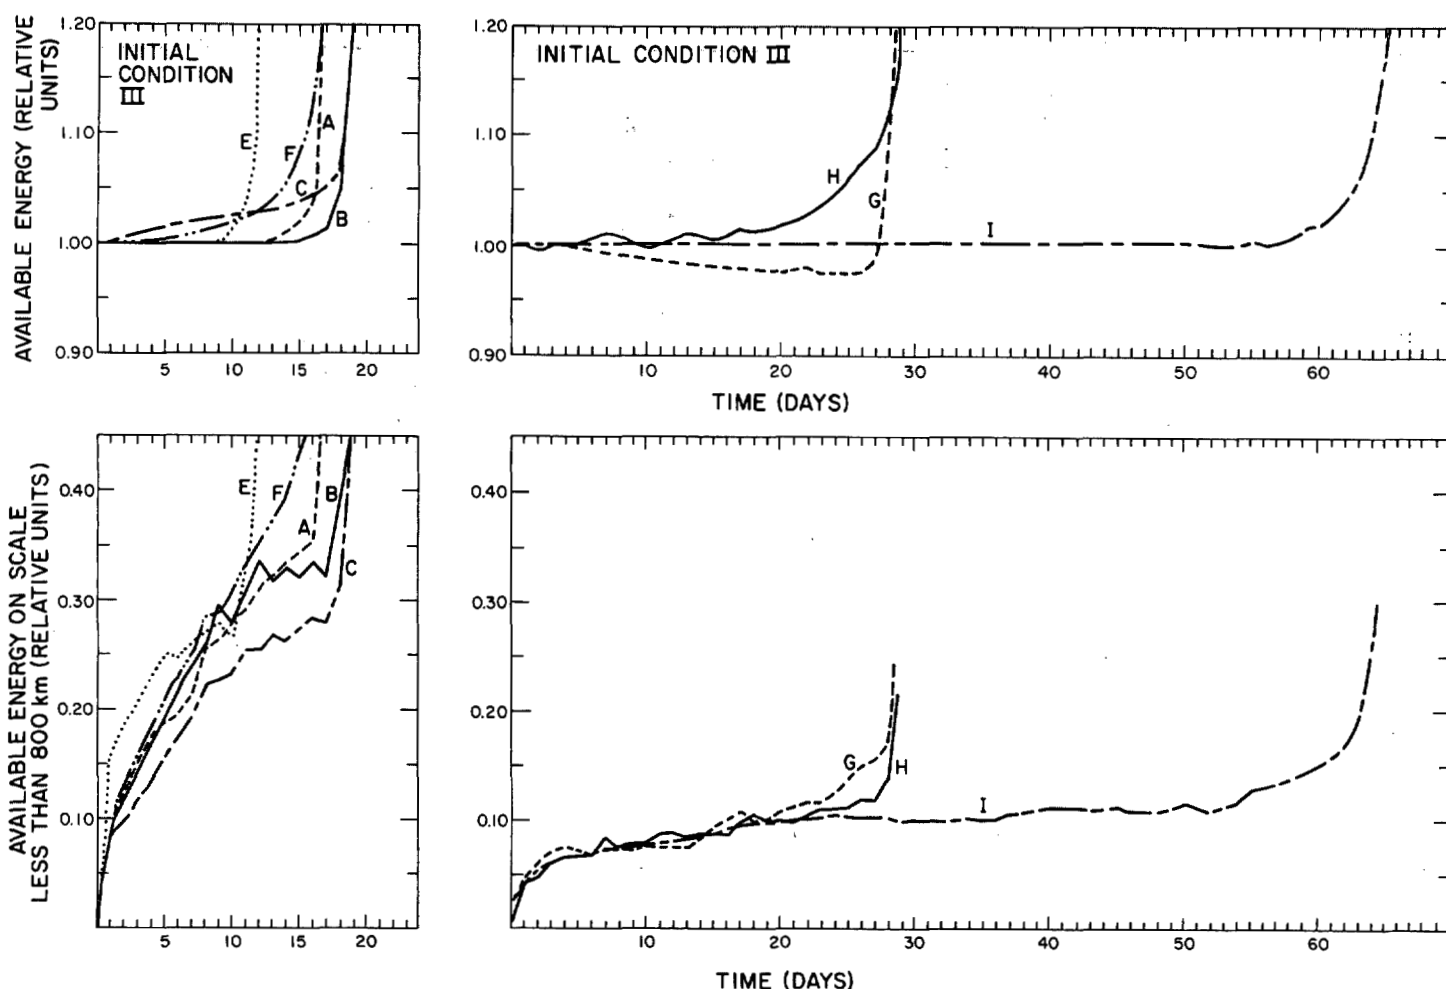 AVAILABLE ENERGY (RELATIVE
UNITS)
1.20
1.10
1.00
0.90
INITIAL
CONDITION
III
E
F
A
C
B
5
10
15
20
1.20
1.10
1.00
0.90
INITIAL CONDITION III
H
G
I
10
20
30
40
50
60
TIME (DAYS)
AVAILABLE ENERGY ON SCALE
LESS THAN 800 km (RELATIVE UNITS)
0.40
0.30
0.20
0.10
E
F
B
A
C
5
10
15
20
0.40
0.30
0.20
0.10
G
H
I
10
20
30
40
50
60
TIME (DAYS)